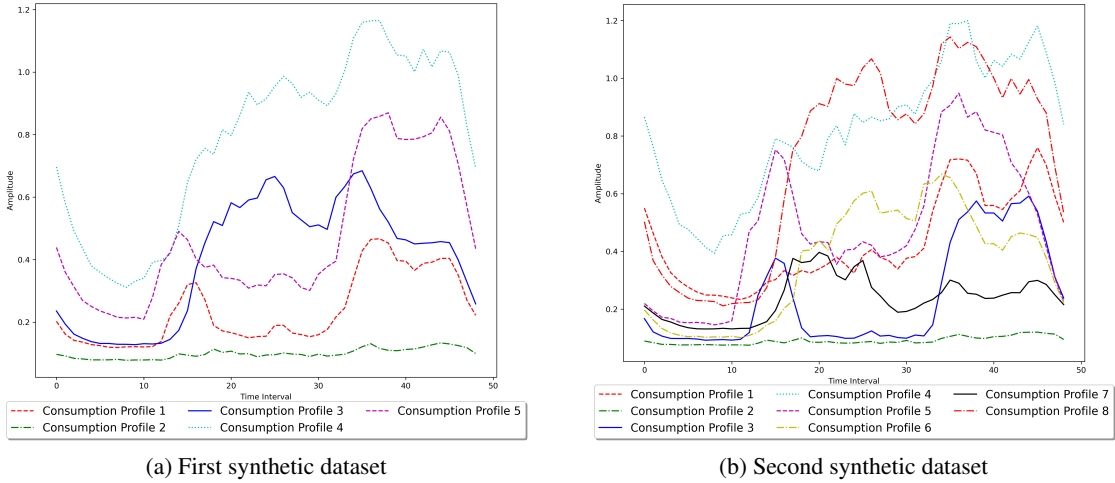 1.2
1.0
0.8
0.6
0.4
0.2
Amplitude
0 10 20 30 40 50
Time Interval
Consumption Profile 1
Consumption Profile 2
Consumption Profile 3
Consumption Profile 4
Consumption Profile 5
(a) First synthetic dataset
1.2
1.0
0.8
0.6
0.4
0.2
Amplitude
0 10 20 30 40 50
Time Interval
Consumption Profile 1
Consumption Profile 2
Consumption Profile 3
Consumption Profile 4
Consumption Profile 5
Consumption Profile 6
Consumption Profile 7
Consumption Profile 8
(b) Second synthetic dataset